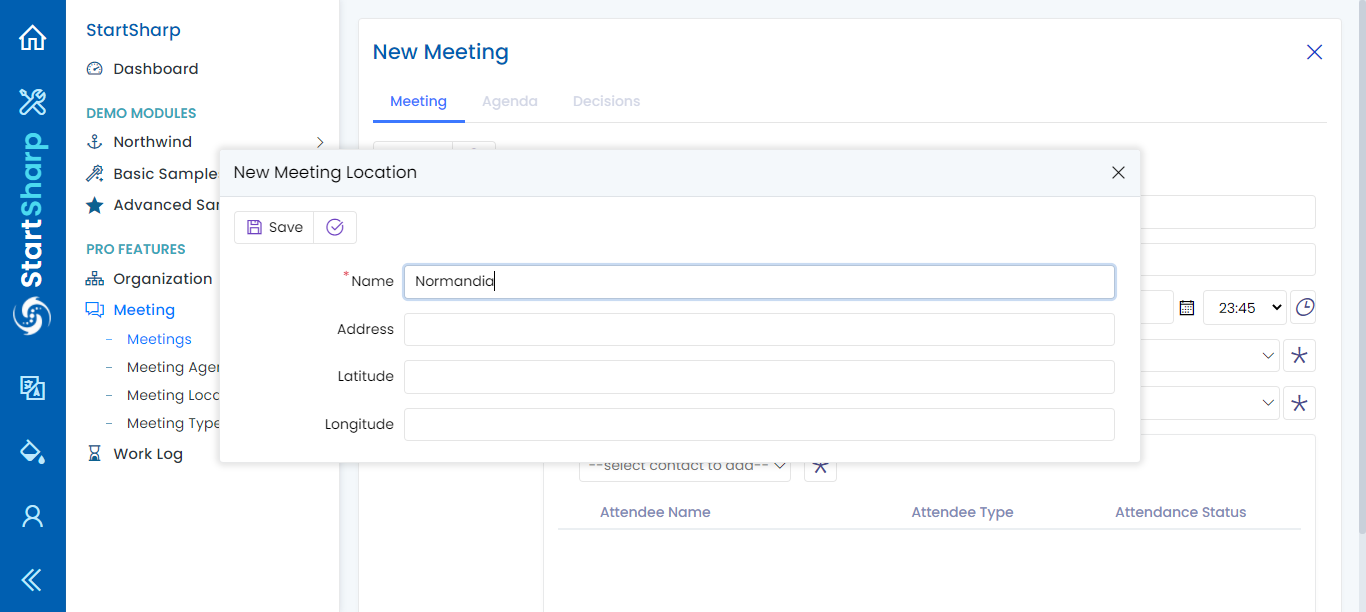 StartSharp
StartSharp
Dashboard
DEMO MODULES
Northwind
Basic Sample
Advanced Sar
PRO FEATURES
Organization
Meeting
Meetings
Meeting Ager
Meeting Loca
Meeting Type
Work Log
New Meeting
Meeting Agenda Decisions
New Meeting Location
Save
*Name Normandia
Address
Latitude
Longitude
23:45
--select contact to add--
Attendee Name Attendee Type Attendance Status